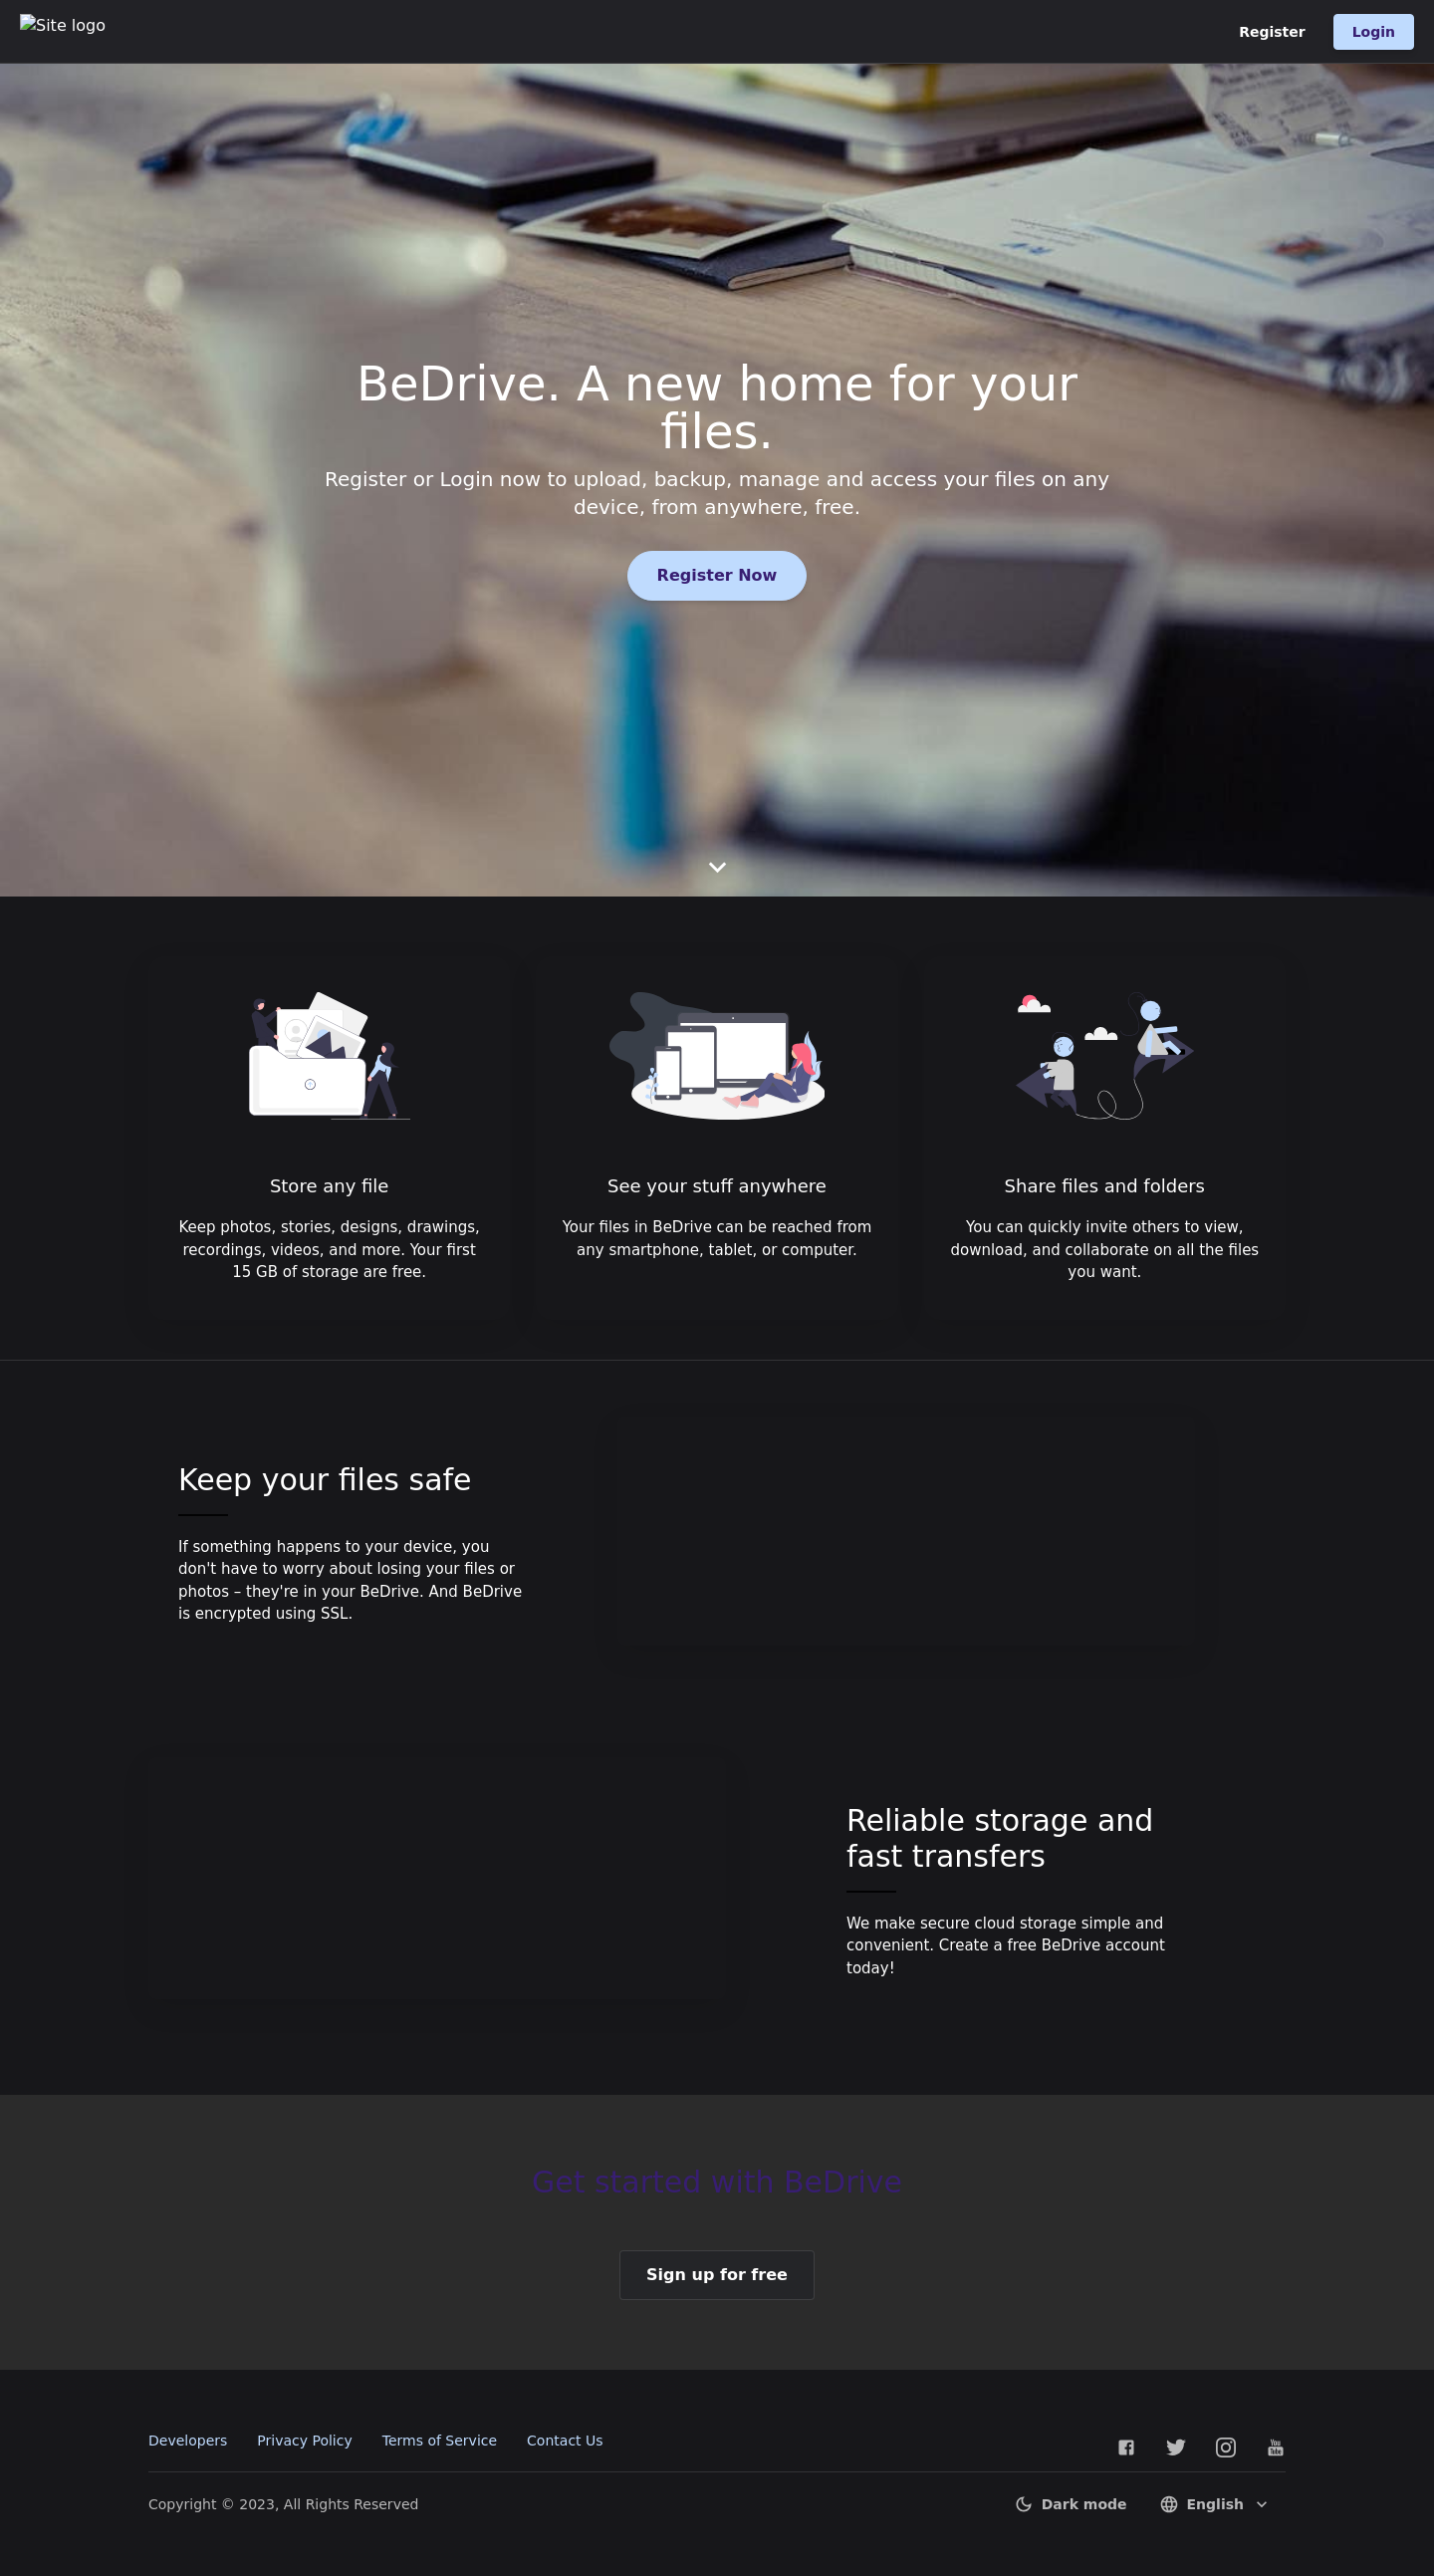 Site logo
Register
Login
BeDrive. A new home for your
files.
Register or Login now to upload, backup, manage and access your files on any
device, from anywhere, free.
Register Now
Store any file
Keep photos, stories, designs, drawings,
recordings, videos, and more. Your first
15 GB of storage are free.
See your stuff anywhere
Your files in BeDrive can be reached from
any smartphone, tablet, or computer.
Share files and folders
You can quickly invite others to view,
download, and collaborate on all the files
you want.
Keep your files safe
If something happens to your device, you
don't have to worry about losing your files or
photos – they're in your BeDrive. And BeDrive
is encrypted using SSL.
Reliable storage and
fast transfers
We make secure cloud storage simple and
convenient. Create a free BeDrive account
today!
Get started with BeDrive
Sign up for free
Developers
Privacy Policy
Terms of Service
Contact Us
You
Tube
Copyright © 2023, All Rights Reserved
Dark mode
English